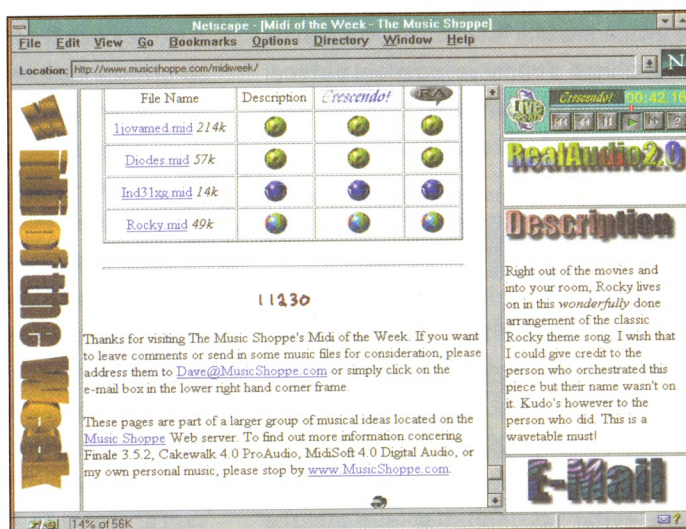 Netscape - [Midi of the Week - The Music Shoppe]
File Edit View Go Bookmarks Options Directory Window Help
Location: http://www.musicshoppe.com/midiweek/
N
Midi of the Week
File Name Description Crescendo! RA
1jovamed.mid 214k
Diodes.mid 57k
Ind31xg.mid 14k
Rocky.mid 49k
11230
Thanks for visiting The Music Shoppe's Midi of the Week. If you want
to leave comments or send in some music files for consideration, please
address them to Dave@MusicShoppe.com or simply click on the
e-mail box in the lower right hand corner frame.
These pages are part of a larger group of musical ideas located on the
Music Shoppe Web server. To find out more information concering
Finale 3.5.2, Cakewalk 4.0 ProAudio, MidiSoft 4.0 Digital Audio, or
my own personal music, please stop by www.MusicShoppe.com.
Live
Crescendo! 00:42.16
RealAudio2.0
Description
Right out of the movies and
into your room, Rocky lives
on in this wonderfully done
arrangement of the classic
Rocky theme song. I wish that
I could give credit to the
person who orchestrated this
piece but their name wasn't on
it. Kudo's however to the
person who did. This is a
wavetable must!
E-Mail
14% of 56K